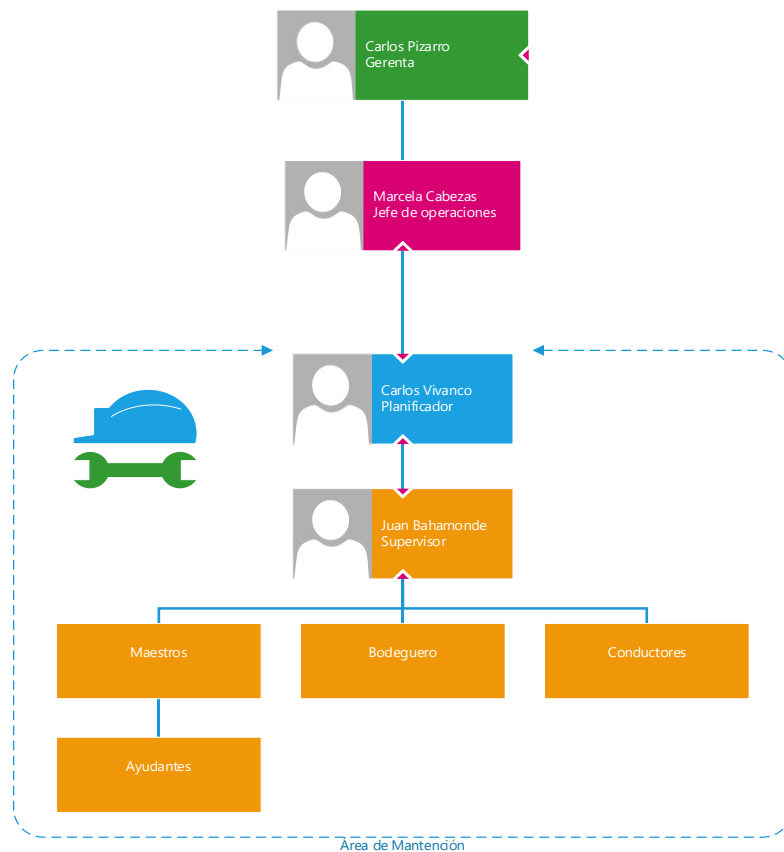 Carlos Pizarro
Gerenta
Marcela Cabezas
Jefe de operaciones
Carlos Vivanco
Planificador
Juan Bahamonde
Supervisor
Maestros
Bodeguero
Conductores
Ayudantes
Área de Mantención